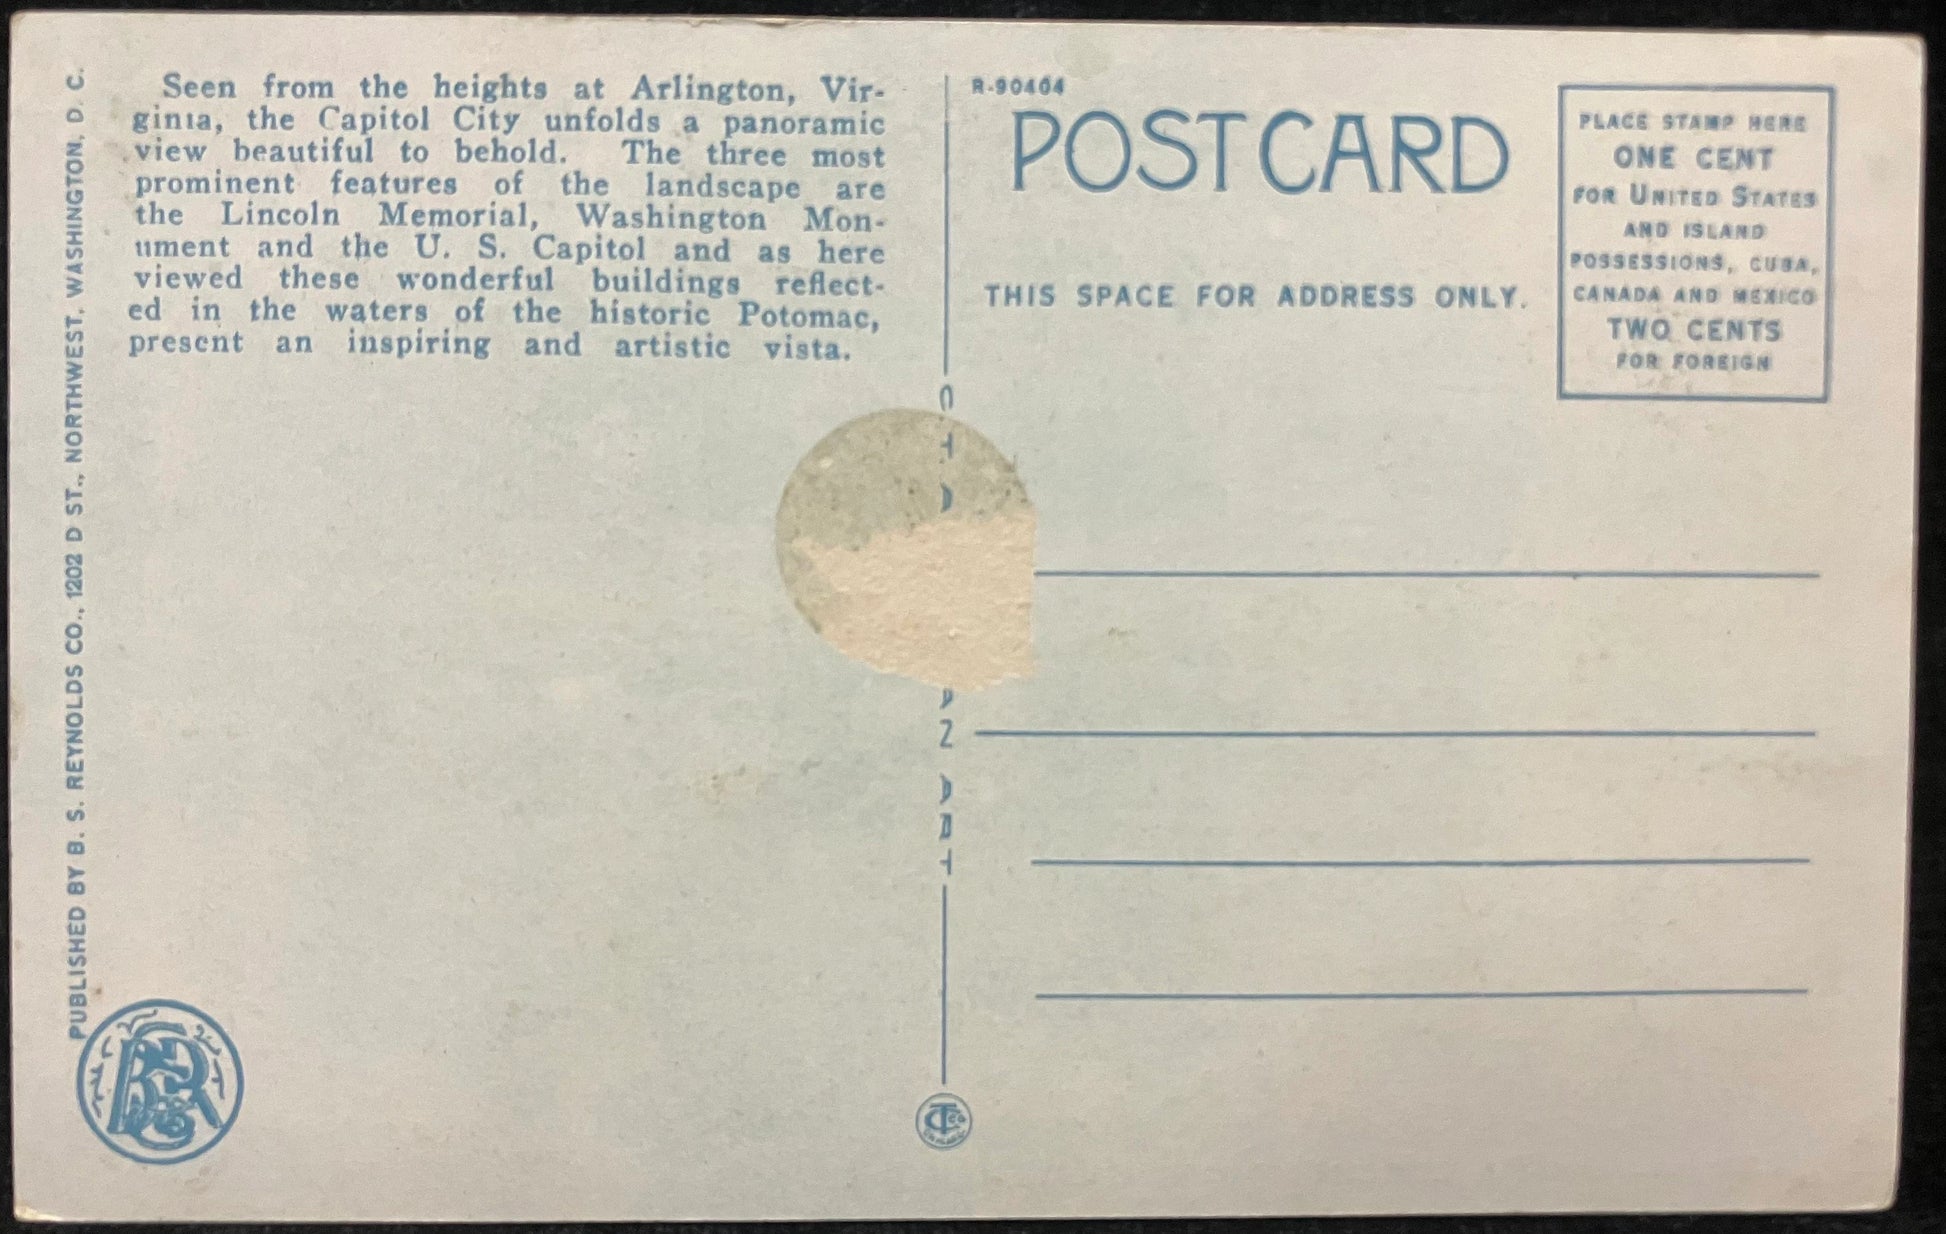 PUBLISHED BY B. S. REYNOLDS CO., 1202 D ST., NORTHWEST, WASHINGTON, D. C.
Seen from the heights at Arlington, Vir-
ginia, the Capitol City unfolds a panoramic
view beautiful to behold. The three most
prominent features of the landscape are
the Lincoln Memorial, Washington Mon-
ument and the U. S. Capitol and as here
viewed these wonderful buildings reflect-
ed in the waters of the historic Potomac,
present an inspiring and artistic vista.
R-90404
POST CARD
THIS SPACE FOR ADDRESS ONLY.
PLACE STAMP HERE
ONE CENT
FOR UNITED STATES
AND ISLAND
POSSESSIONS, CUBA,
CANADA AND MEXICO
TWO CENTS
FOR FOREIGN